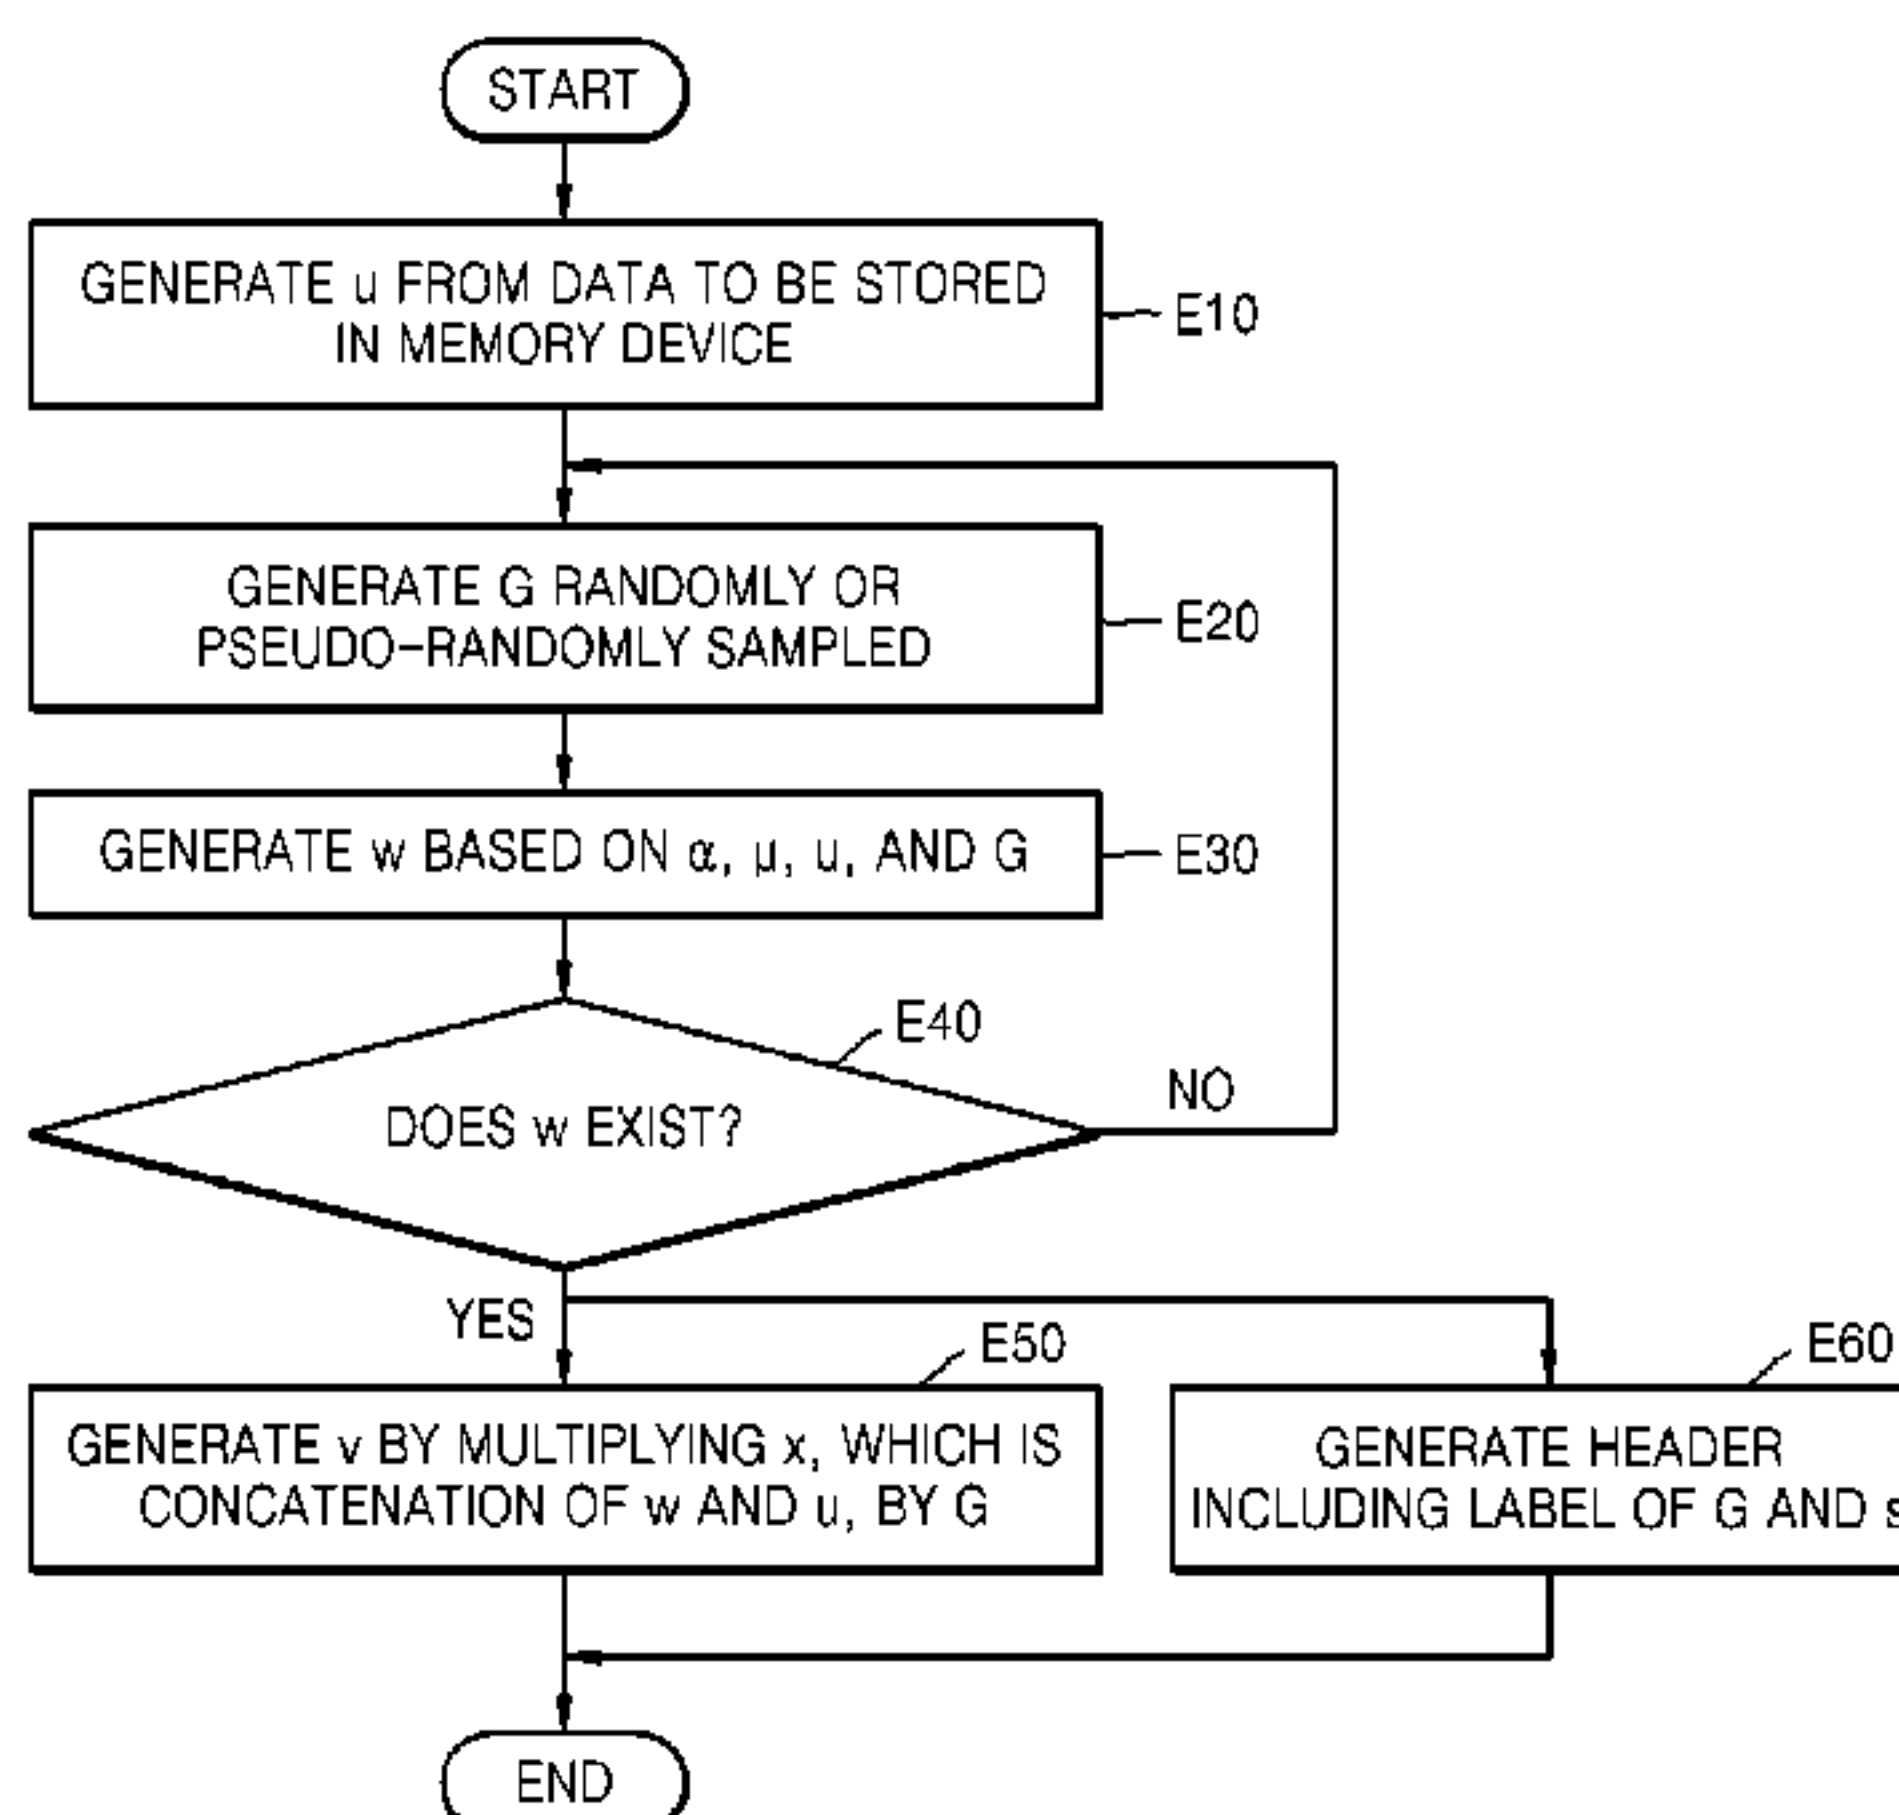 START
GENERATE u FROM DATA TO BE STORED
IN MEMORY DEVICE
E10
GENERATE G RANDOMLY OR
PSEUDO-RANDOMLY SAMPLED
E20
GENERATE w BASED ON α, μ, u, AND G
E30
E40
DOES w EXIST?
NO
YES
E50
GENERATE v BY MULTIPLYING x, WHICH IS
CONCATENATION OF w AND u, BY G
E60
GENERATE HEADER
INCLUDING LABEL OF G AND s
END